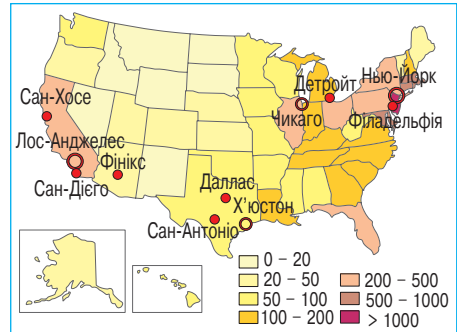 Детройт
Нью-Йорк
Сан-Хосе
Чикаго
Філадельфія
Лос-Анджелес
Фінікс
Сан-Дієго
Даллас
Х'юстон
Сан-Антоніо
0 – 20
20 – 50
50 – 100
100 – 200
200 – 500
500 – 1000
> 1000